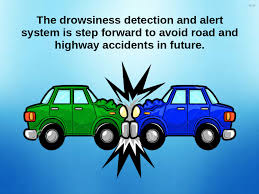 The drowsiness detection and alert
system is step forward to avoid road and
highway accidents in future.